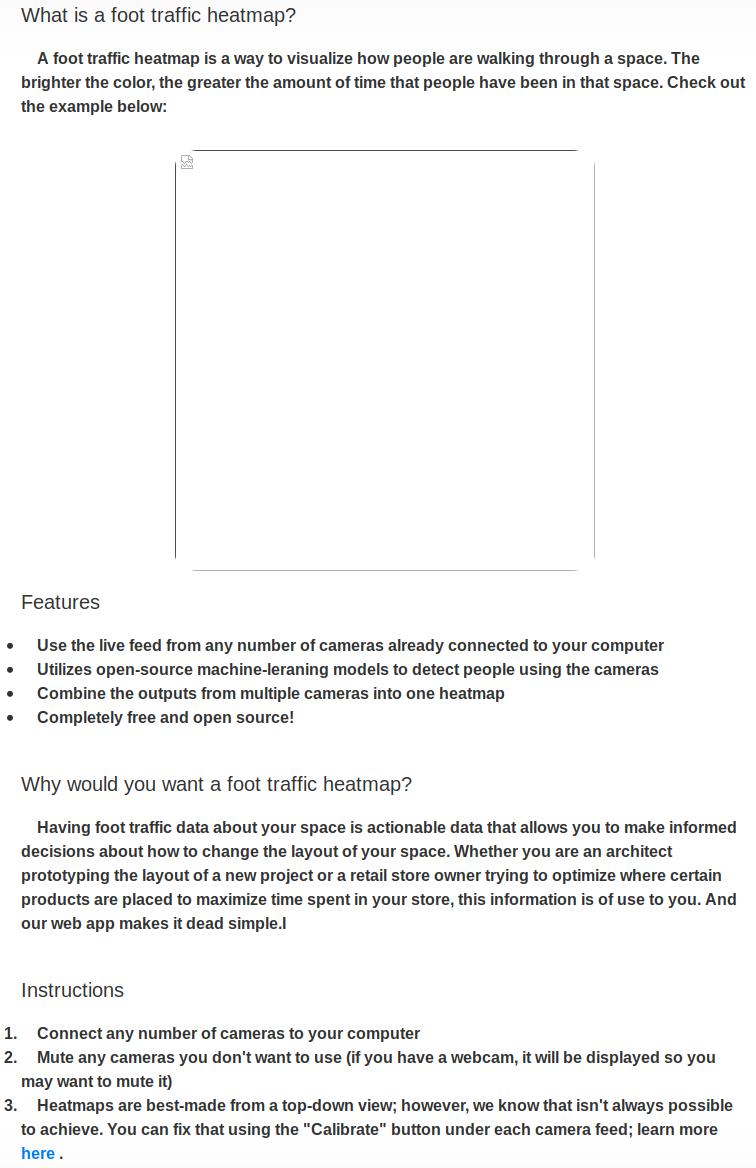 What is a foot traffic heatmap?
A foot traffic heatmap is a way to visualize how people are walking through a space. The
brighter the color, the greater the amount of time that people have been in that space. Check out
the example below:
Features
• Use the live feed from any number of cameras already connected to your computer
• Utilizes open-source machine-leraning models to detect people using the cameras
• Combine the outputs from multiple cameras into one heatmap
• Completely free and open source!
Why would you want a foot traffic heatmap?
Having foot traffic data about your space is actionable data that allows you to make informed
decisions about how to change the layout of your space. Whether you are an architect
prototyping the layout of a new project or a retail store owner trying to optimize where certain
products are placed to maximize time spent in your store, this information is of use to you. And
our web app makes it dead simple.l
Instructions
1. Connect any number of cameras to your computer
2. Mute any cameras you don't want to use (if you have a webcam, it will be displayed so you
may want to mute it)
3. Heatmaps are best-made from a top-down view; however, we know that isn't always possible
to achieve. You can fix that using the "Calibrate" button under each camera feed; learn more
here .